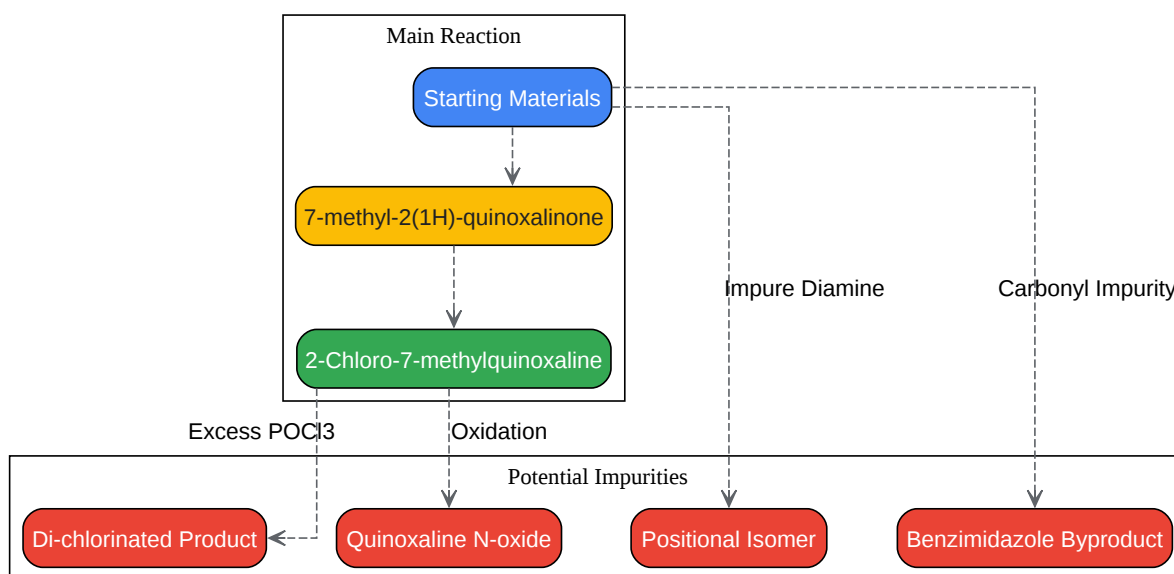 Main Reaction
Starting Materials
7-methyl-2(1H)-quinoxalinone
Impure Diamine
Carbonyl Impurity
2-Chloro-7-methylquinoxaline
Excess POCl3
Oxidation
Potential Impurities
Di-chlorinated Product
Quinoxaline N-oxide
Positional Isomer
Benzimidazole Byproduct